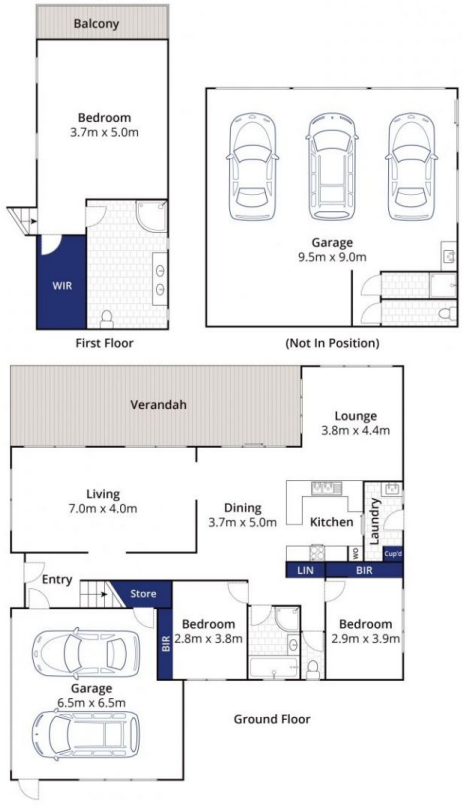 Balcony
Bedroom
3.7m x 5.0m
WIR
First Floor
Garage
9.5m x 9.0m
(Not In Position)
Verandah
Lounge
3.8m x 4.4m
Living
7.0m x 4.0m
Dining
3.7m x 5.0m
Kitchen
Laundry
WO
Cup'd
LIN
BIR
Entry
Store
Bedroom
2.8m x 3.8m
BIR
Bedroom
2.9m x 3.9m
Garage
6.5m x 6.5m
Ground Floor